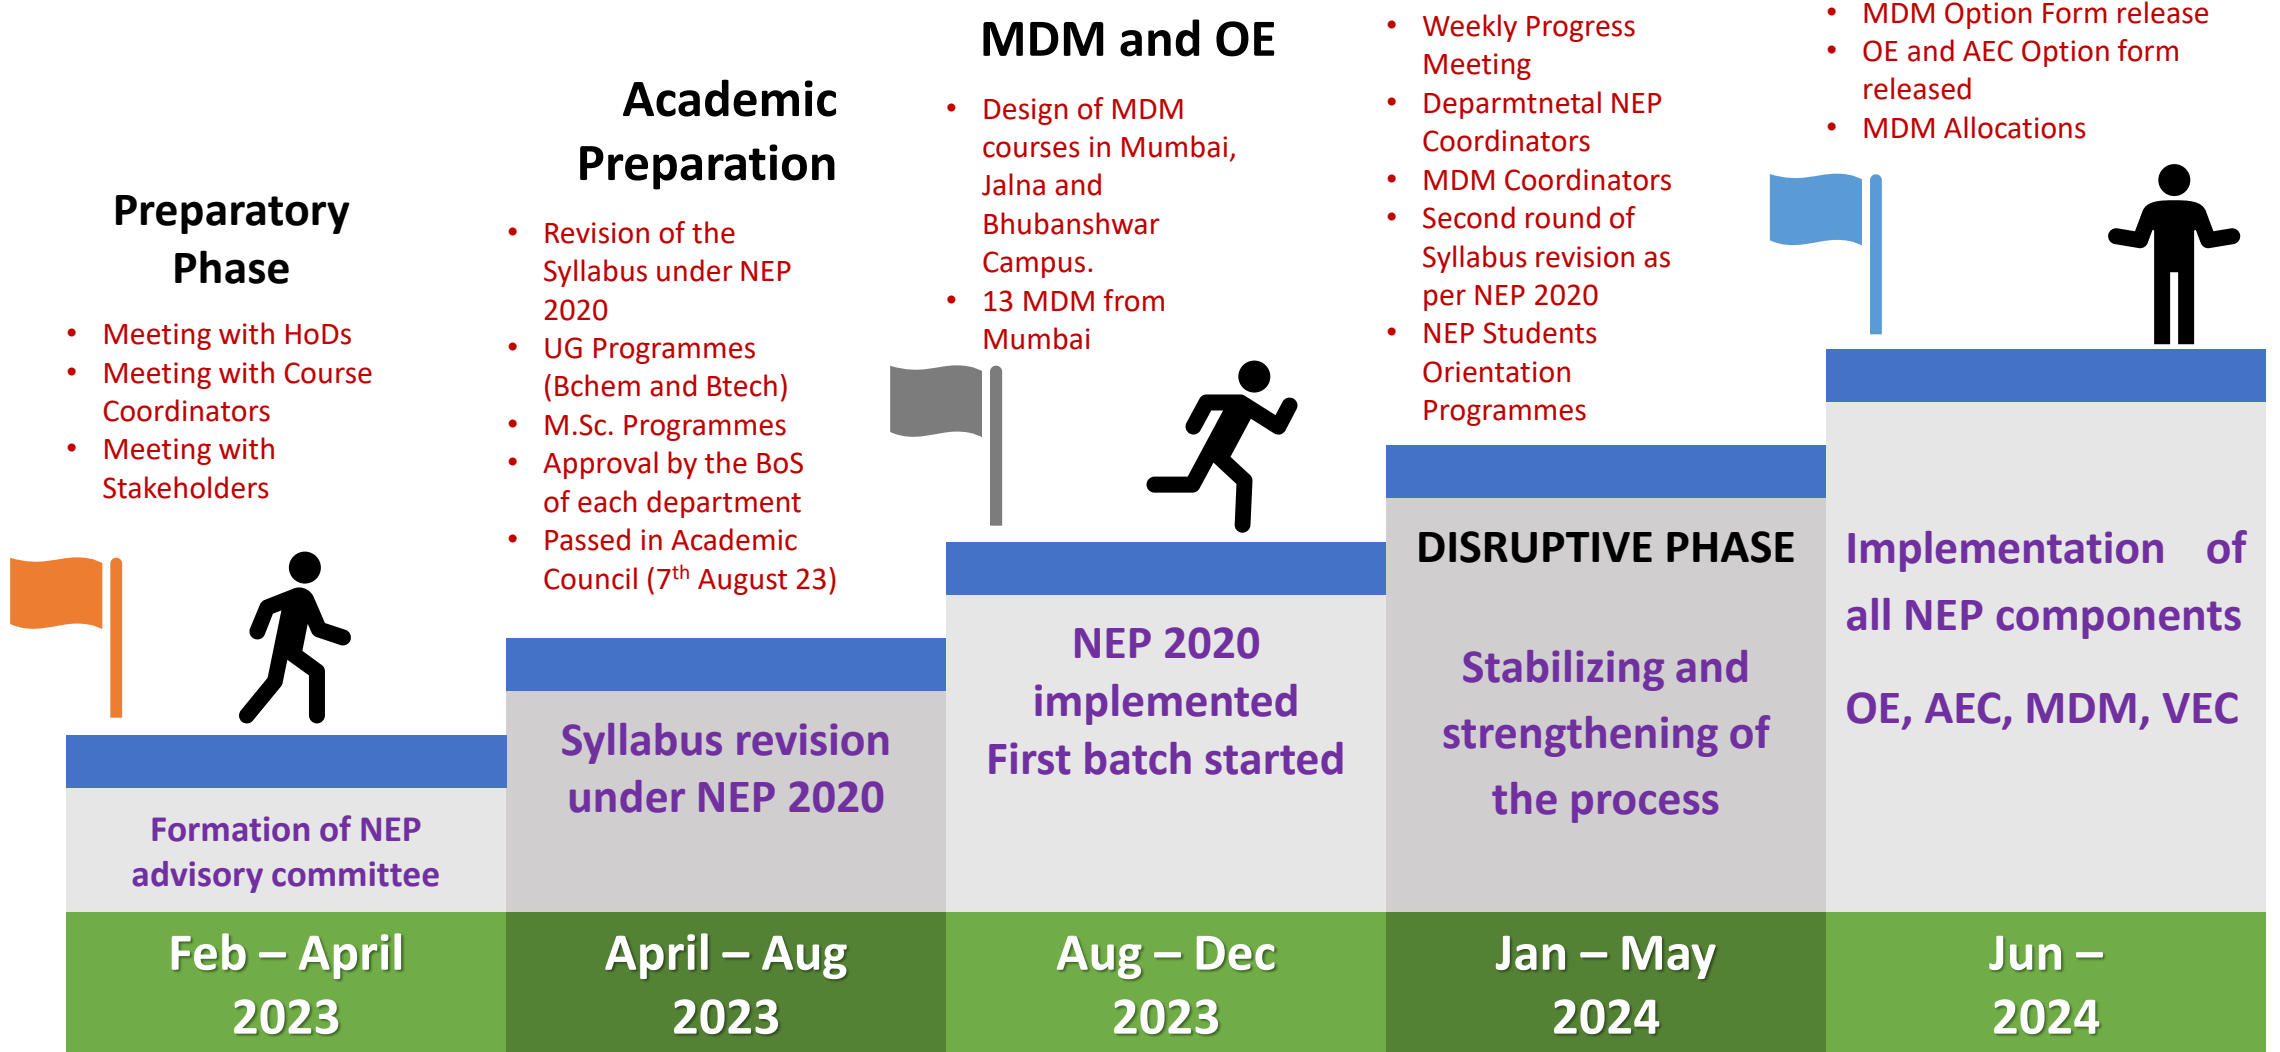 Preparatory
Phase
• Meeting with HoDs
• Meeting with Course
Coordinators
• Meeting with
Stakeholders
Formation of NEP
advisory committee
Feb – April
2023
Academic
Preparation
• Revision of the
Syllabus under NEP
2020
• UG Programmes
(Bchem and Btech)
• M.Sc. Programmes
• Approval by the BoS
of each department
• Passed in Academic
Council (7th August 23)
Syllabus revision
under NEP 2020
April – Aug
2023
MDM and OE
• Design of MDM
courses in Mumbai,
Jalna and
Bhubanshwar
Campus.
• 13 MDM from
Mumbai
NEP 2020
implemented
First batch started
Aug – Dec
2023
• Weekly Progress
Meeting
• Deparmtnetal NEP
Coordinators
• MDM Coordinators
• Second round of
Syllabus revision as
per NEP 2020
• NEP Students
Orientation
Programmes
DISRUPTIVE PHASE
Stabilizing and
strengthening of
the process
Jan – May
2024
• MDM Option Form release
• OE and AEC Option form
released
• MDM Allocations
Implementation of
all NEP components
OE, AEC, MDM, VEC
Jun –
2024